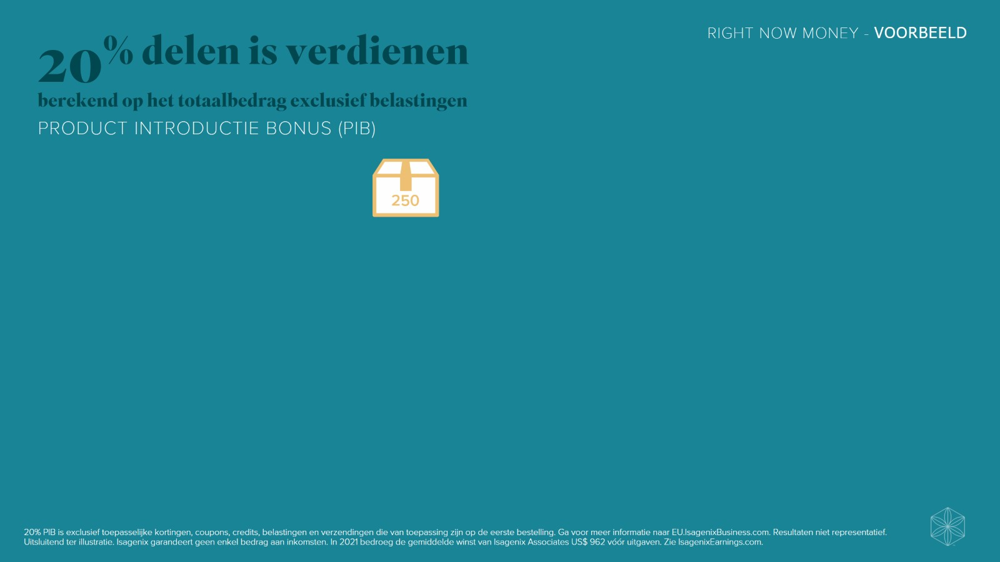 RIGHT NOW MONEY - VOORBEELD
20% delen is verdienen
berekend op het totaalbedrag exclusief belastingen
PRODUCT INTRODUCTIE BONUS (PIB)
250
20% PIB is exclusief toepasselijke kortingen, coupons, credits, belastingen en verzendingen die van toepassing zijn op de eerste bestelling. Ga voor meer informatie naar EU.IsagenixBusiness.com. Resultaten niet representatief.
Uitsluitend ter illustratie. Isagenix garandeert geen enkel bedrag aan inkomsten. In 2021 bedroeg de gemiddelde winst van Isagenix Associates US$ 962 vóór uitgaven. Zie IsagenixEarnings.com.